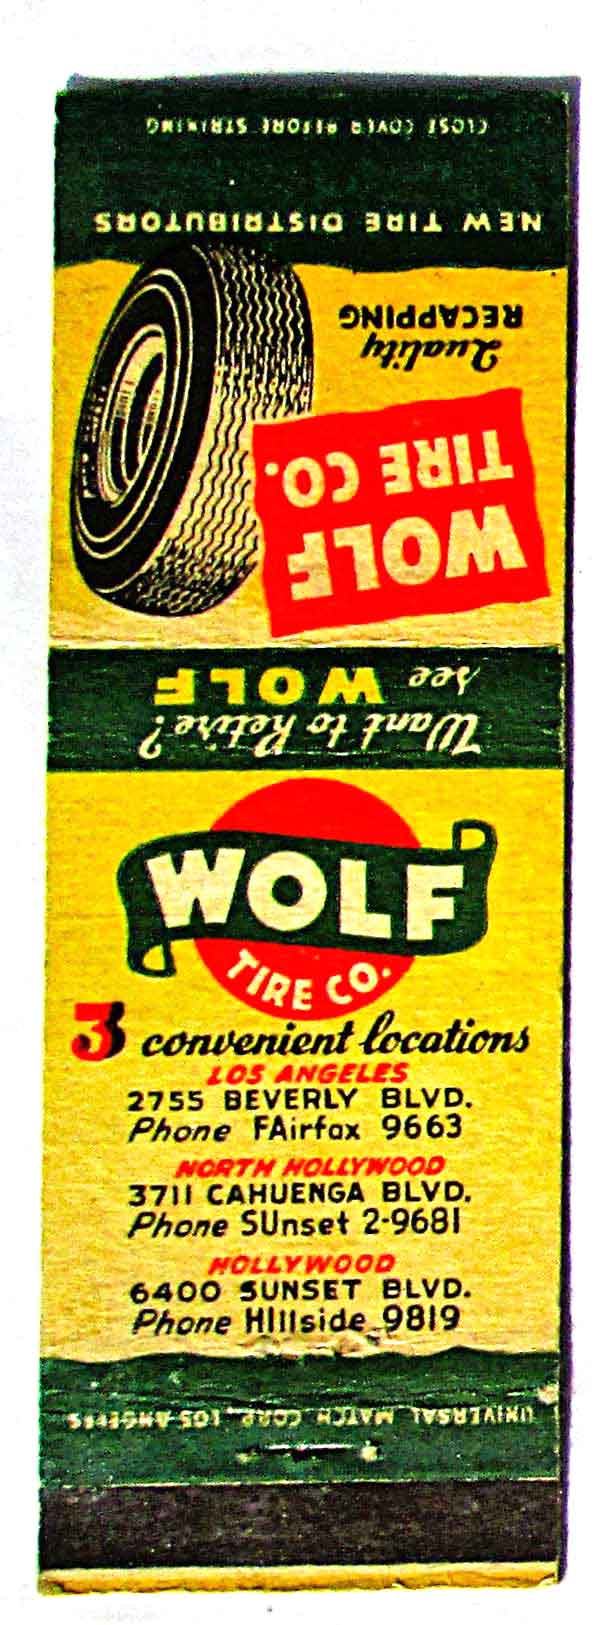 CLOSE COVER BEFORE STRIKING
NEW TIRE DISTRIBUTORS
Quality
RECAPPING
WOLF
TIRE CO.
Want to Retire?
see WOLF
WOLF
TIRE CO.
3 convenient locations
LOS ANGELES
2755 BEVERLY BLVD.
Phone FAirfax 9663
NORTH HOLLYWOOD
3711 CAHUENGA BLVD.
Phone SUnset 2-9681
HOLLYWOOD
6400 SUNSET BLVD.
Phone HIllside 9819
UNIVERSAL MATCH CORP., LOS ANGELES